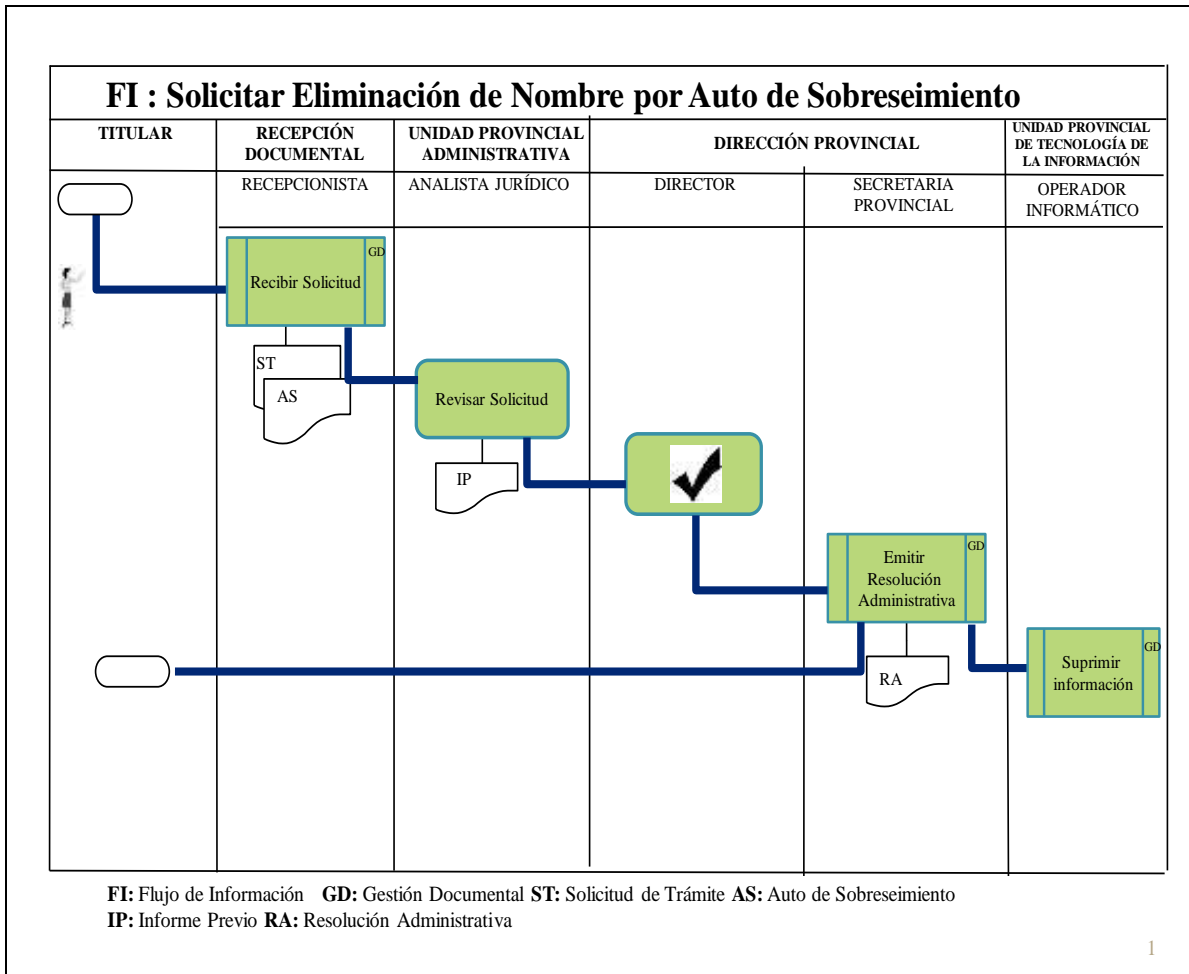 FI : Solicitar Eliminación de Nombre por Auto de Sobreseimiento
TITULAR
RECEPCIÓN
DOCUMENTAL
UNIDAD PROVINCIAL
ADMINISTRATIVA
DIRECCIÓN PROVINCIAL
UNIDAD PROVINCIAL
DE TECNOLOGÍA DE
LA INFORMACIÓN
RECEPCIONISTA
ANALISTA JURÍDICO
DIRECTOR
SECRETARIA
PROVINCIAL
OPERADOR
INFORMÁTICO
GD
Recibir Solicitud
ST
AS
Revisar Solicitud
IP
GD
Emitir
Resolución
Administrativa
RA
GD
Suprimir
información
FI: Flujo de Información GD: Gestión Documental ST: Solicitud de Trámite AS: Auto de Sobreseimiento
IP: Informe Previo RA: Resolución Administrativa
1